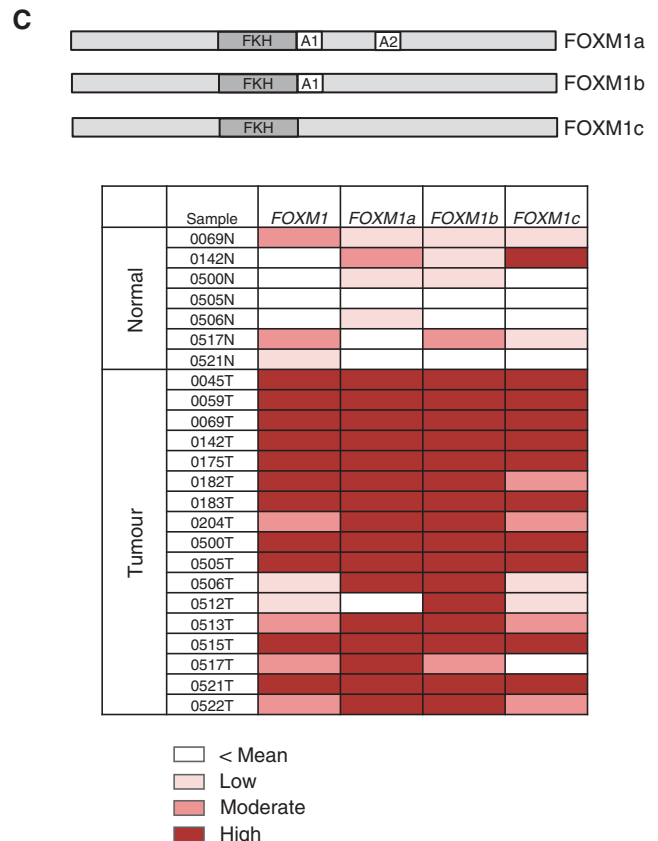 C
FKH A1 A2 FOXM1a
FKH A1 FOXM1b
FKH FOXM1c
Sample FOXM1 FOXM1a FOXM1b FOXM1c
Normal
0069N
0142N
0500N
0505N
0506N
0517N
0521N
Tumour
0045T
0059T
0069T
0142T
0175T
0182T
0183T
0204T
0500T
0505T
0506T
0512T
0513T
0515T
0517T
0521T
0522T
< Mean
Low
Moderate
High